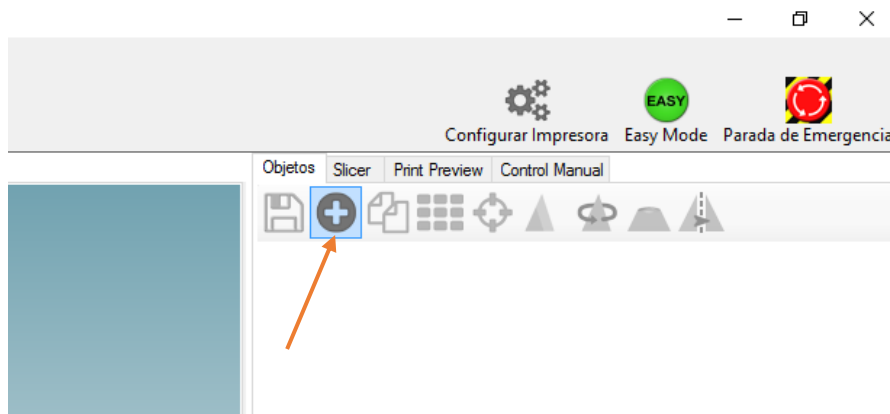 EASY
Configurar Impresora Easy Mode Parada de Emergencia
Objetos Slicer Print Preview Control Manual